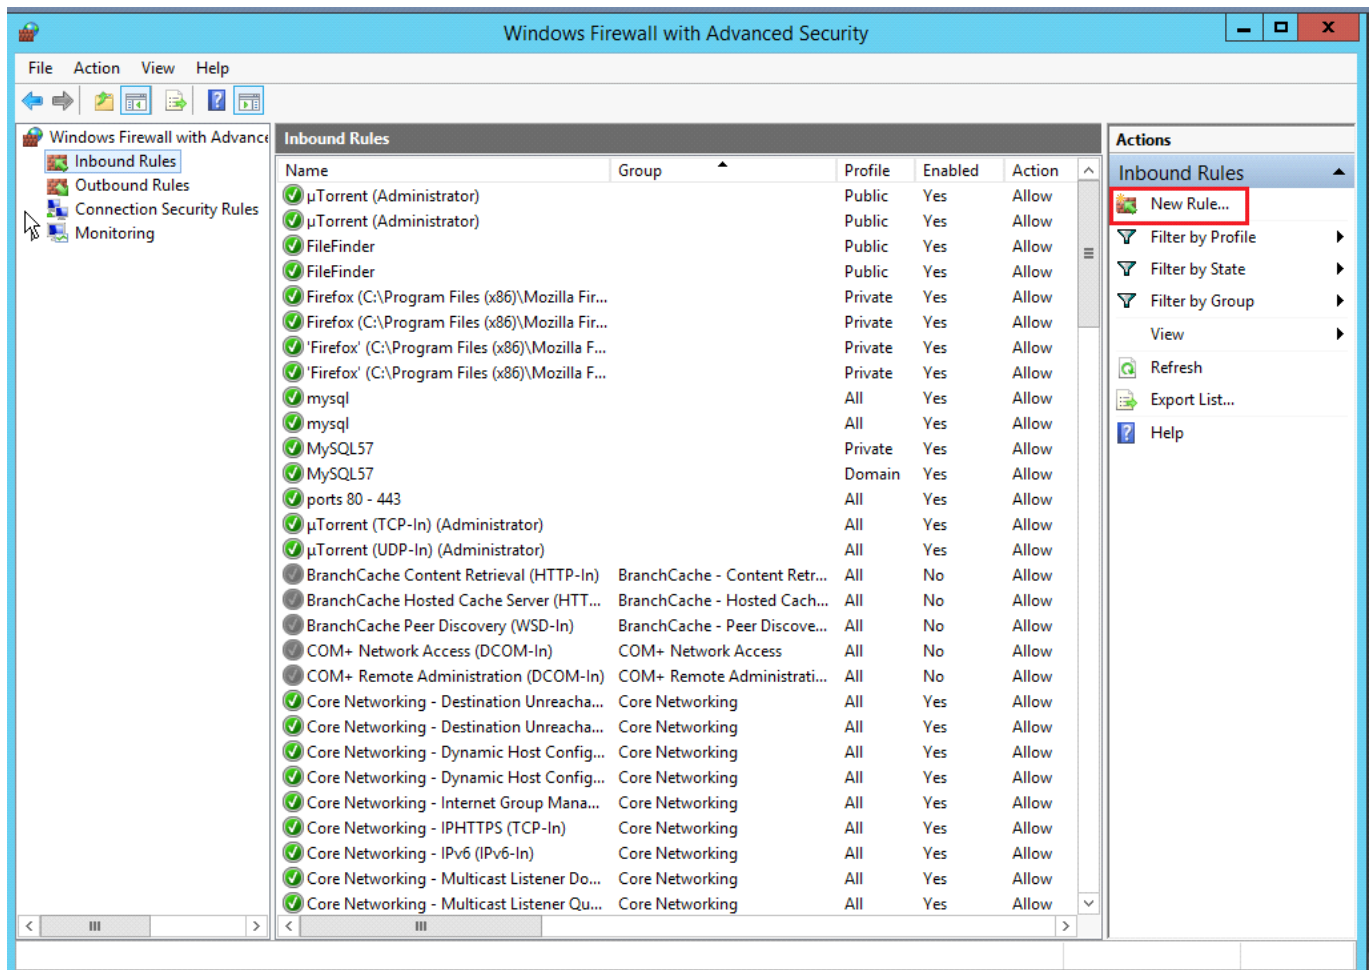 Windows Firewall with Advanced Security
File Action View Help
Windows Firewall with Advance
Inbound Rules
Outbound Rules
Connection Security Rules
Monitoring
Inbound Rules
Name Group Profile Enabled Action
µTorrent (Administrator) Public Yes Allow
µTorrent (Administrator) Public Yes Allow
FileFinder Public Yes Allow
FileFinder Public Yes Allow
Firefox (C:\Program Files (x86)\Mozilla Fir... Private Yes Allow
Firefox (C:\Program Files (x86)\Mozilla Fir... Private Yes Allow
'Firefox' (C:\Program Files (x86)\Mozilla F... Private Yes Allow
'Firefox' (C:\Program Files (x86)\Mozilla F... Private Yes Allow
mysql All Yes Allow
mysql All Yes Allow
MySQL57 Private Yes Allow
MySQL57 Domain Yes Allow
ports 80 - 443 All Yes Allow
µTorrent (TCP-In) (Administrator) All Yes Allow
µTorrent (UDP-In) (Administrator) All Yes Allow
BranchCache Content Retrieval (HTTP-In) BranchCache - Content Retr... All No Allow
BranchCache Hosted Cache Server (HTT... BranchCache - Hosted Cach... All No Allow
BranchCache Peer Discovery (WSD-In) BranchCache - Peer Discove... All No Allow
COM+ Network Access (DCOM-In) COM+ Network Access All No Allow
COM+ Remote Administration (DCOM-In) COM+ Remote Administrati... All No Allow
Core Networking - Destination Unreacha... Core Networking All Yes Allow
Core Networking - Destination Unreacha... Core Networking All Yes Allow
Core Networking - Dynamic Host Config... Core Networking All Yes Allow
Core Networking - Dynamic Host Config... Core Networking All Yes Allow
Core Networking - Internet Group Mana... Core Networking All Yes Allow
Core Networking - IPHTTPS (TCP-In) Core Networking All Yes Allow
Core Networking - IPv6 (IPv6-In) Core Networking All Yes Allow
Core Networking - Multicast Listener Do... Core Networking All Yes Allow
Core Networking - Multicast Listener Qu... Core Networking All Yes Allow
Actions
Inbound Rules
New Rule...
Filter by Profile
Filter by State
Filter by Group
View
Refresh
Export List...
Help